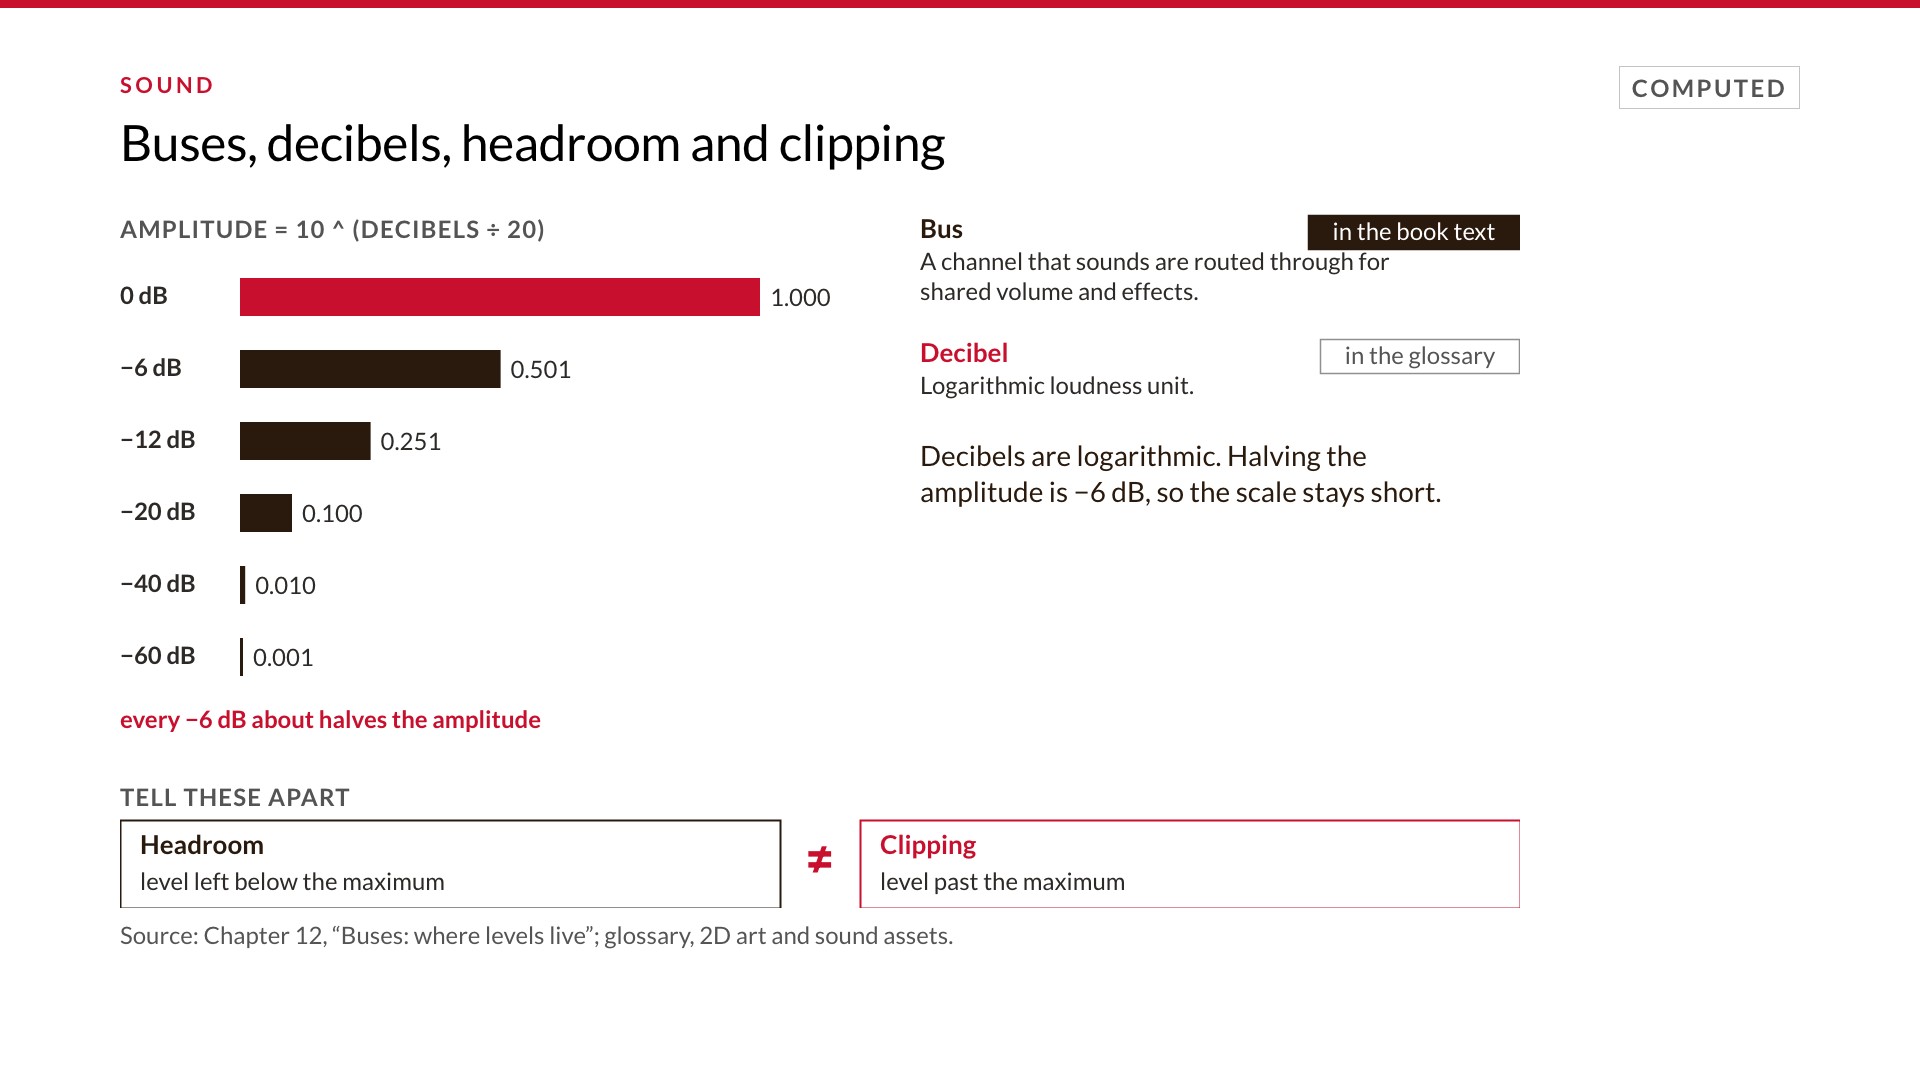 SOUND
COMPUTED
Buses, decibels, headroom and clipping
AMPLITUDE = 10 ^ (DECIBELS ÷ 20)
0 dB 1.000
−6 dB 0.501
−12 dB 0.251
−20 dB 0.100
−40 dB 0.010
−60 dB 0.001
every −6 dB about halves the amplitude
Bus in the book text
A channel that sounds are routed through for
shared volume and effects.
Decibel in the glossary
Logarithmic loudness unit.
Decibels are logarithmic. Halving the
amplitude is −6 dB, so the scale stays short.
TELL THESE APART
Headroom
level left below the maximum
≠
Clipping
level past the maximum
Source: Chapter 12, “Buses: where levels live”; glossary, 2D art and sound assets.